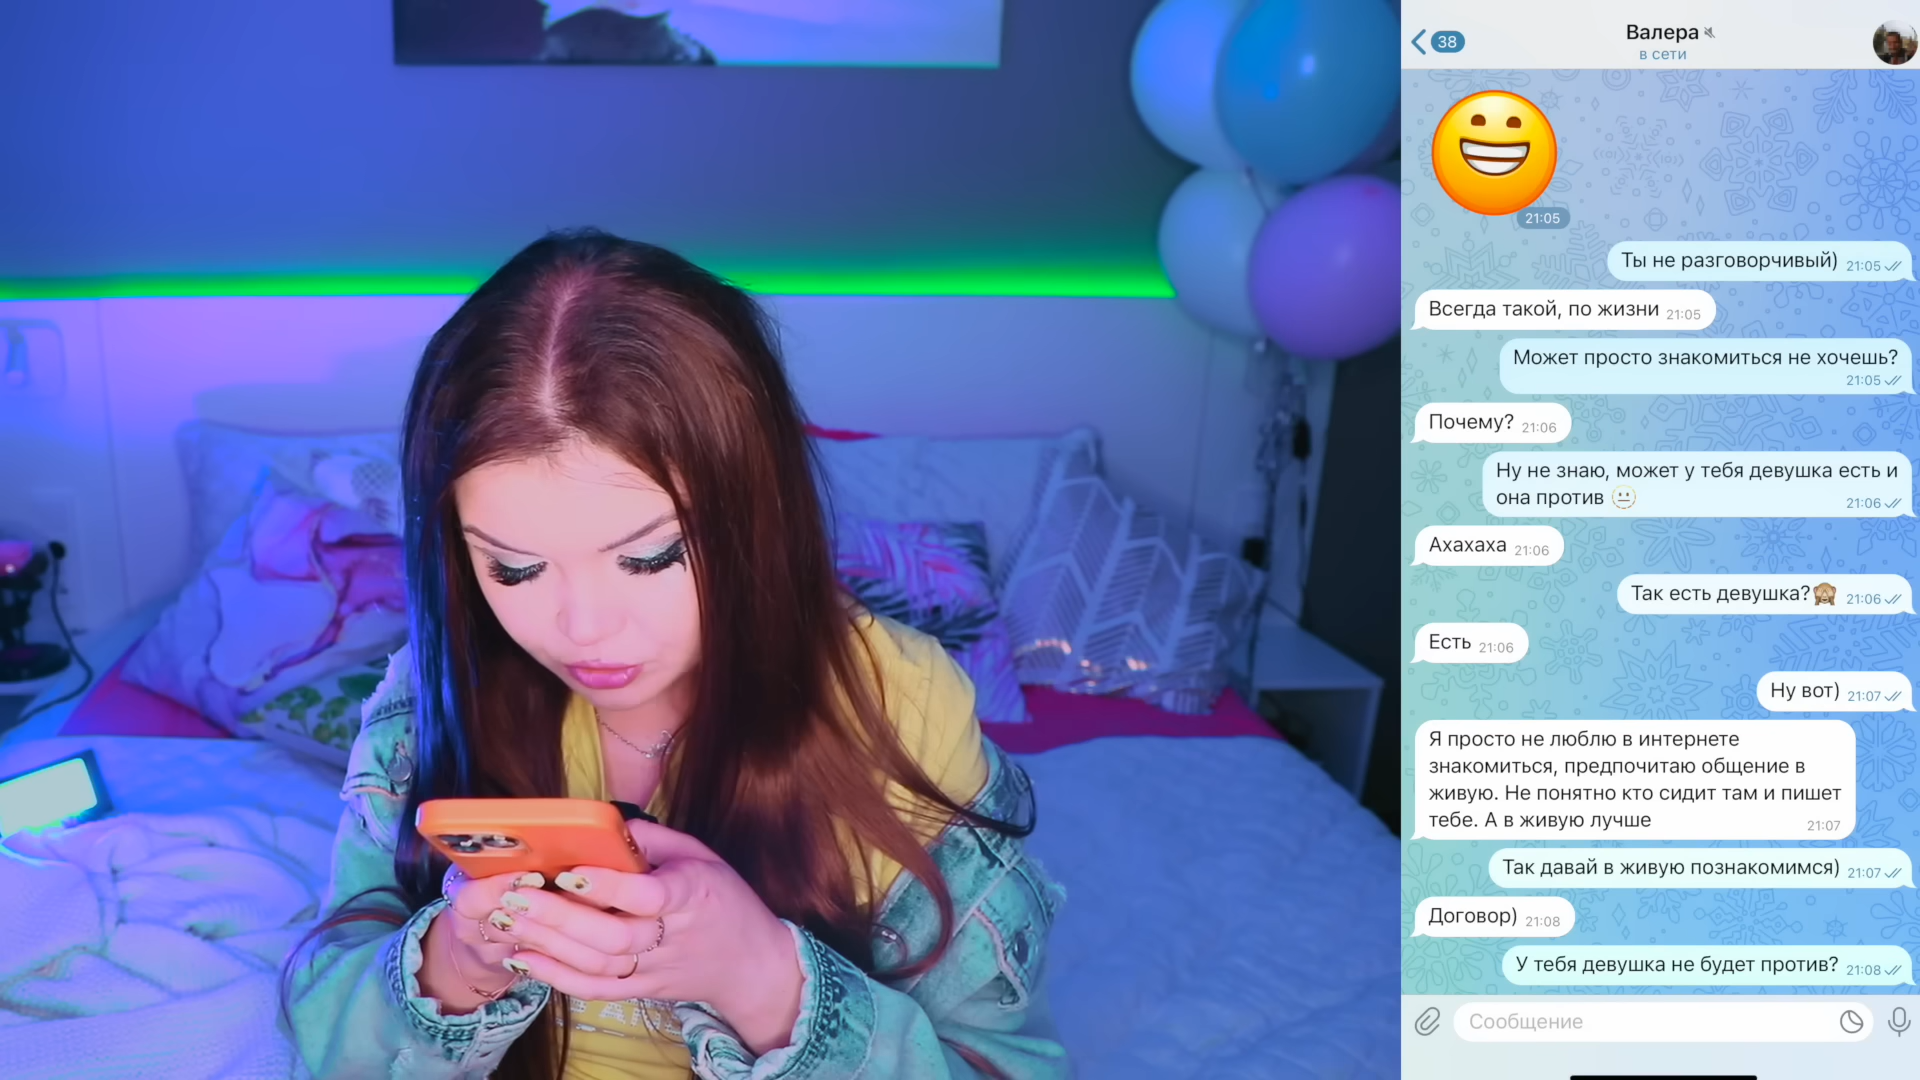 38
Валера
в сети
21:05
Ты не разговорчивый) 21:05
Всегда такой, по жизни 21:05
Может просто знакомиться не хочешь?
21:05
Почему? 21:06
Ну не знаю, может у тебя девушка есть и
она против 😐 21:06
Ахахаха 21:06
Так есть девушка?🙈 21:06
Есть 21:06
Ну вот) 21:07
Я просто не люблю в интернете
знакомиться, предпочитаю общение в
живую. Не понятно кто сидит там и пишет
тебе. А в живую лучше 21:07
Так давай в живую познакомимся) 21:07
Договор) 21:08
У тебя девушка не будет против? 21:08
Сообщение